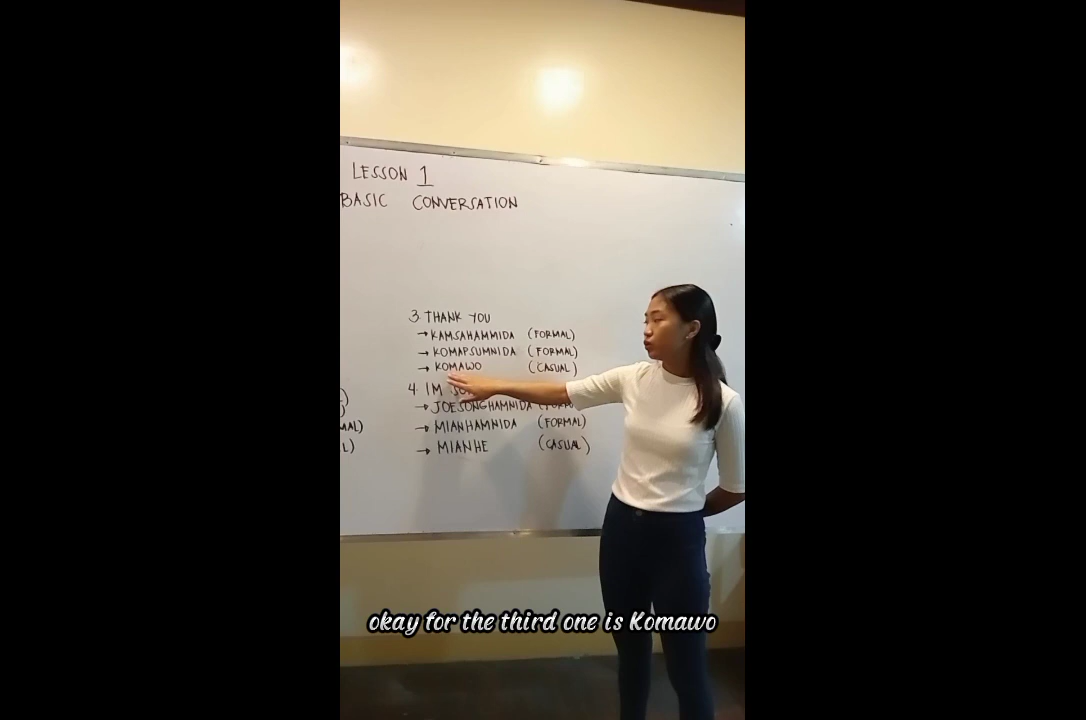 LESSON 1
BASIC CONVERSATION
3. THANK YOU
→ KAMSAHAMMIDA (FORMAL)
→ KOMAPSUMNIDA (FORMAL)
→ KOMAWO (CASUAL)
4. IM
→ JOESONGHAMNIDA
→ MIANHAMNIDA (FORMAL)
→ MIANHE (CASUAL)
okay for the third one is Komawo